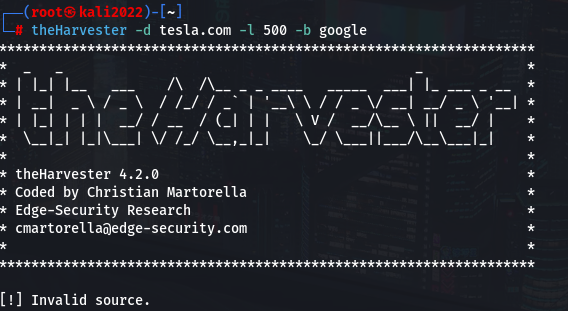 ┌──(root㉿kali2022)-[~]
└─# theHarvester -d tesla.com -l 500 -b google
*******************************************************************
*  _   _                                            _             *
* | |_| |__   ___    /\  /\__ _ _ ____   _____  ___| |_ ___ _ __  *
* | __|  _ \ / _ \  / /_/ / _` | '__\ \ / / _ \/ __| __/ _ \ '__| *
* | |_| | | |  __/ / __  / (_| | |   \ V /  __/\__ \ ||  __/ |    *
*  \__|_| |_|\___| \/ /_/ \__,_|_|    \_/ \___||___/\__\___|_|    *
*                                                                 *
* theHarvester 4.2.0                                              *
* Coded by Christian Martorella                                   *
* Edge-Security Research                                          *
* cmartorella@edge-security.com                                   *
*                                                                 *
*******************************************************************
[!] Invalid source.